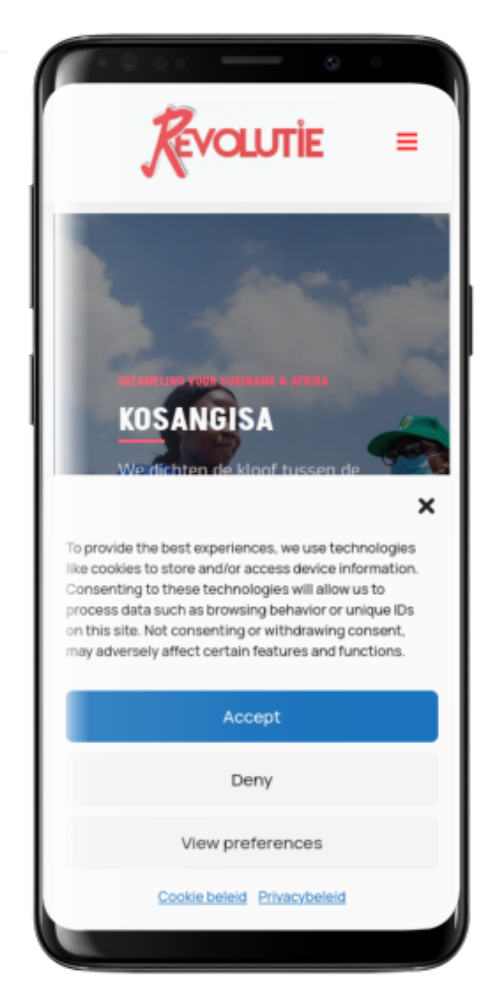 REVOLUTIE
INZAMELING VOOR SURINAME & AFRIKA
KOSANGISA
We dichten de kloof tussen de
To provide the best experiences, we use technologies
like cookies to store and/or access device information.
Consenting to these technologies will allow us to
process data such as browsing behavior or unique IDs
on this site. Not consenting or withdrawing consent,
may adversely affect certain features and functions.
Accept
Deny
View preferences
Cookie beleid Privacybeleid